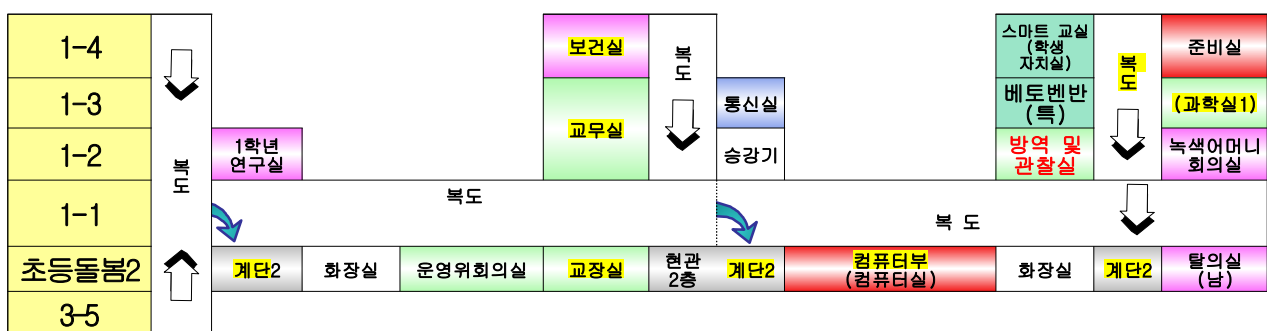 1-4
1-3
1-2
1-1
초등돌봄2
3-5
복
도
1학년
연구실
보건실
교무실
복
도
통신실
승강기
스마트 교실
(학생
자치실)
베토벤반
(특)
방역 및
관찰실
복
도
준비실
(과학실1)
녹색어머니
회의실
복도
복 도
계단2
화장실
운영위회의실
교장실
현관
2층
계단2
컴퓨터부
(컴퓨터실)
화장실
계단2
탈의실
(남)